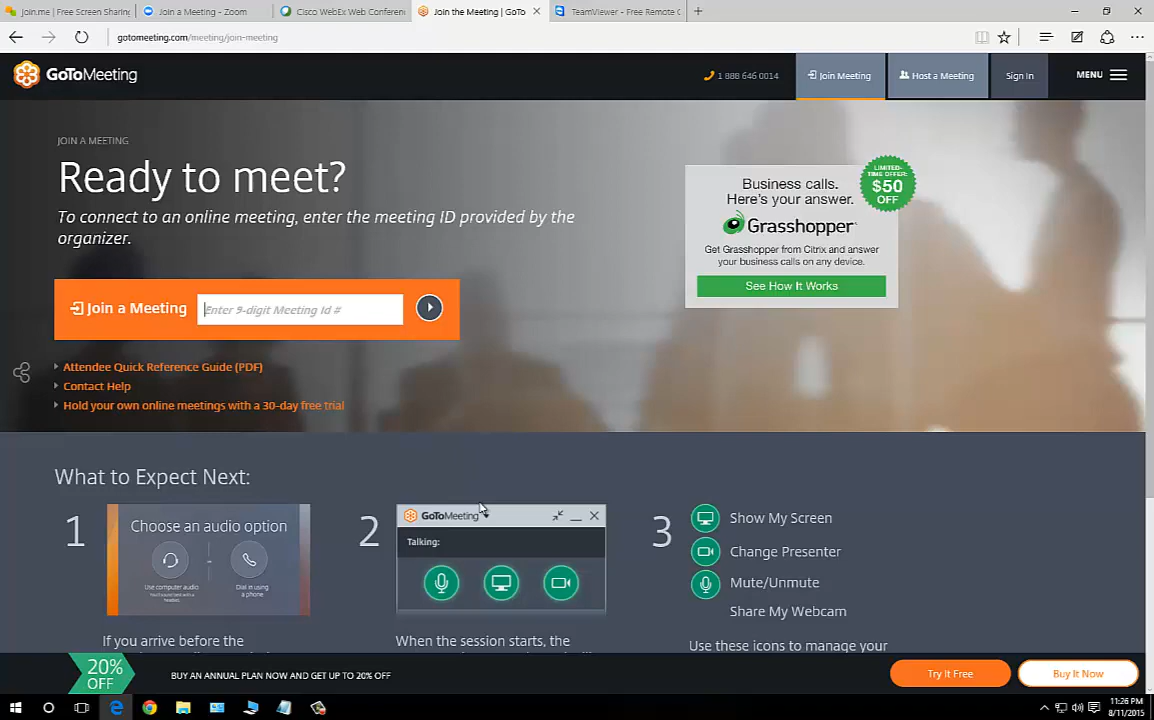 Join.me | Free Screen Sharing
Join a Meeting - Zoom
Cisco WebEx Web Conferenc
Join the Meeting | GoTo
TeamViewer - Free Remote C
gotomeeting.com/meeting/join-meeting
GoToMeeting
1 888 646 0014
Join Meeting
Host a Meeting
Sign In
MENU
JOIN A MEETING
Ready to meet?
To connect to an online meeting, enter the meeting ID provided by the
organizer.
Join a Meeting
Enter 9-digit Meeting Id #
Attendee Quick Reference Guide (PDF)
Contact Help
Hold your own online meetings with a 30-day free trial
LIMITED-
TIME OFFER:
$50
OFF
Business calls.
Here's your answer.
Grasshopper
Get Grasshopper from Citrix and answer
your business calls on any device.
See How It Works
What to Expect Next:
1
Choose an audio option
Use computer audio
Dial in using
a phone
If you arrive before the
2
GoToMeeting
Talking:
When the session starts, the
3
Show My Screen
Change Presenter
Mute/Unmute
Share My Webcam
Use these icons to manage your
20%
OFF
BUY AN ANNUAL PLAN NOW AND GET UP TO 20% OFF
Try It Free
Buy It Now
11:26 PM
8/11/2015